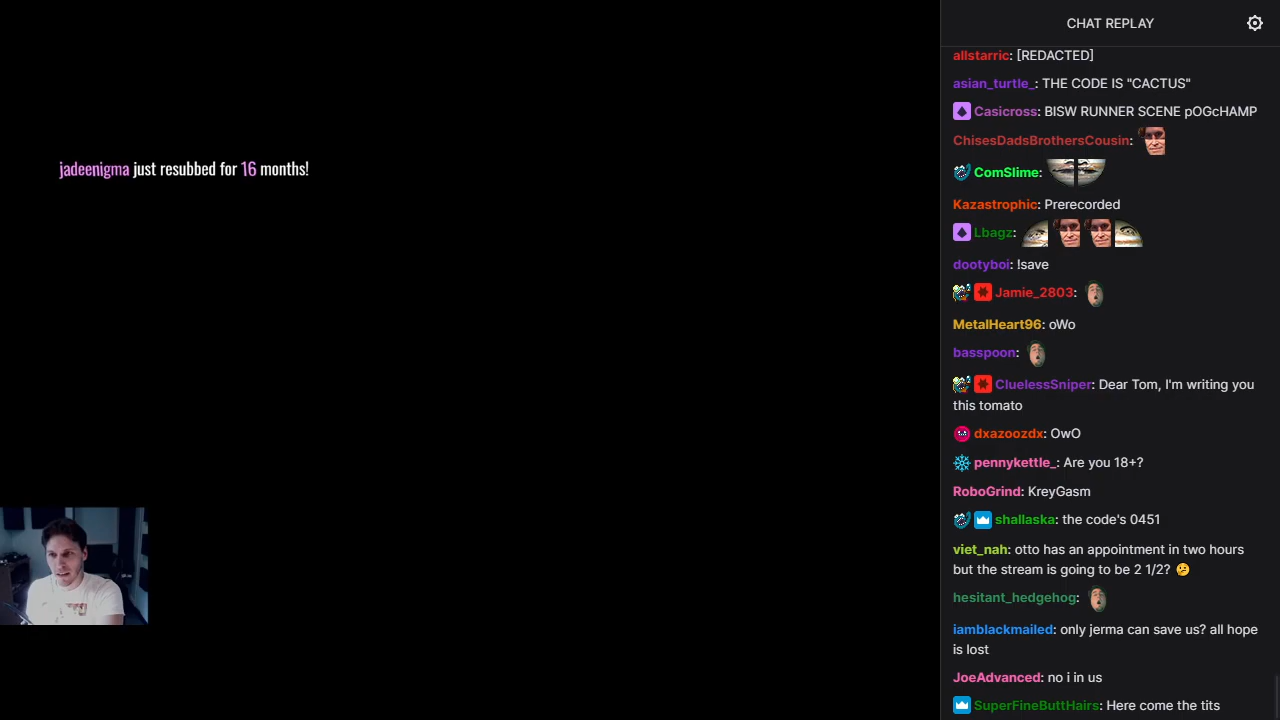 jadeenigma just resubbed for 16 months!
CHAT REPLAY
allstarric: [REDACTED]
asian_turtle_: THE CODE IS "CACTUS"
Casicross: BISW RUNNER SCENE pOGcHAMP
ChisesDadsBrothersCousin:
ComSlime:
Kazastrophic: Prerecorded
Lbagz:
dootyboi: !save
Jamie_2803:
MetalHeart96: oWo
basspoon:
CluelessSniper: Dear Tom, I'm writing you
this tomato
dxazoozdx: OwO
pennykettle_: Are you 18+?
RoboGrind: KreyGasm
shallaska: the code's 0451
viet_nah: otto has an appointment in two hours
but the stream is going to be 2 1/2? 🤔
hesitant_hedgehog:
iamblackmailed: only jerma can save us? all hope
is lost
JoeAdvanced: no i in us
SuperFineButtHairs: Here come the tits